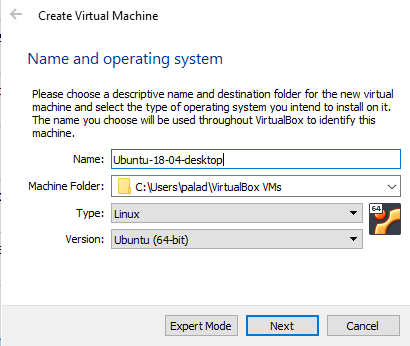 Create Virtual Machine
Name and operating system
Please choose a descriptive name and destination folder for the new virtual
machine and select the type of operating system you intend to install on it.
The name you choose will be used throughout VirtualBox to identify this
machine.
Name: Ubuntu-18-04-desktop
Machine Folder: C:\Users\palad\VirtualBox VMs
Type: Linux
64
Version: Ubuntu (64-bit)
Expert Mode Next Cancel